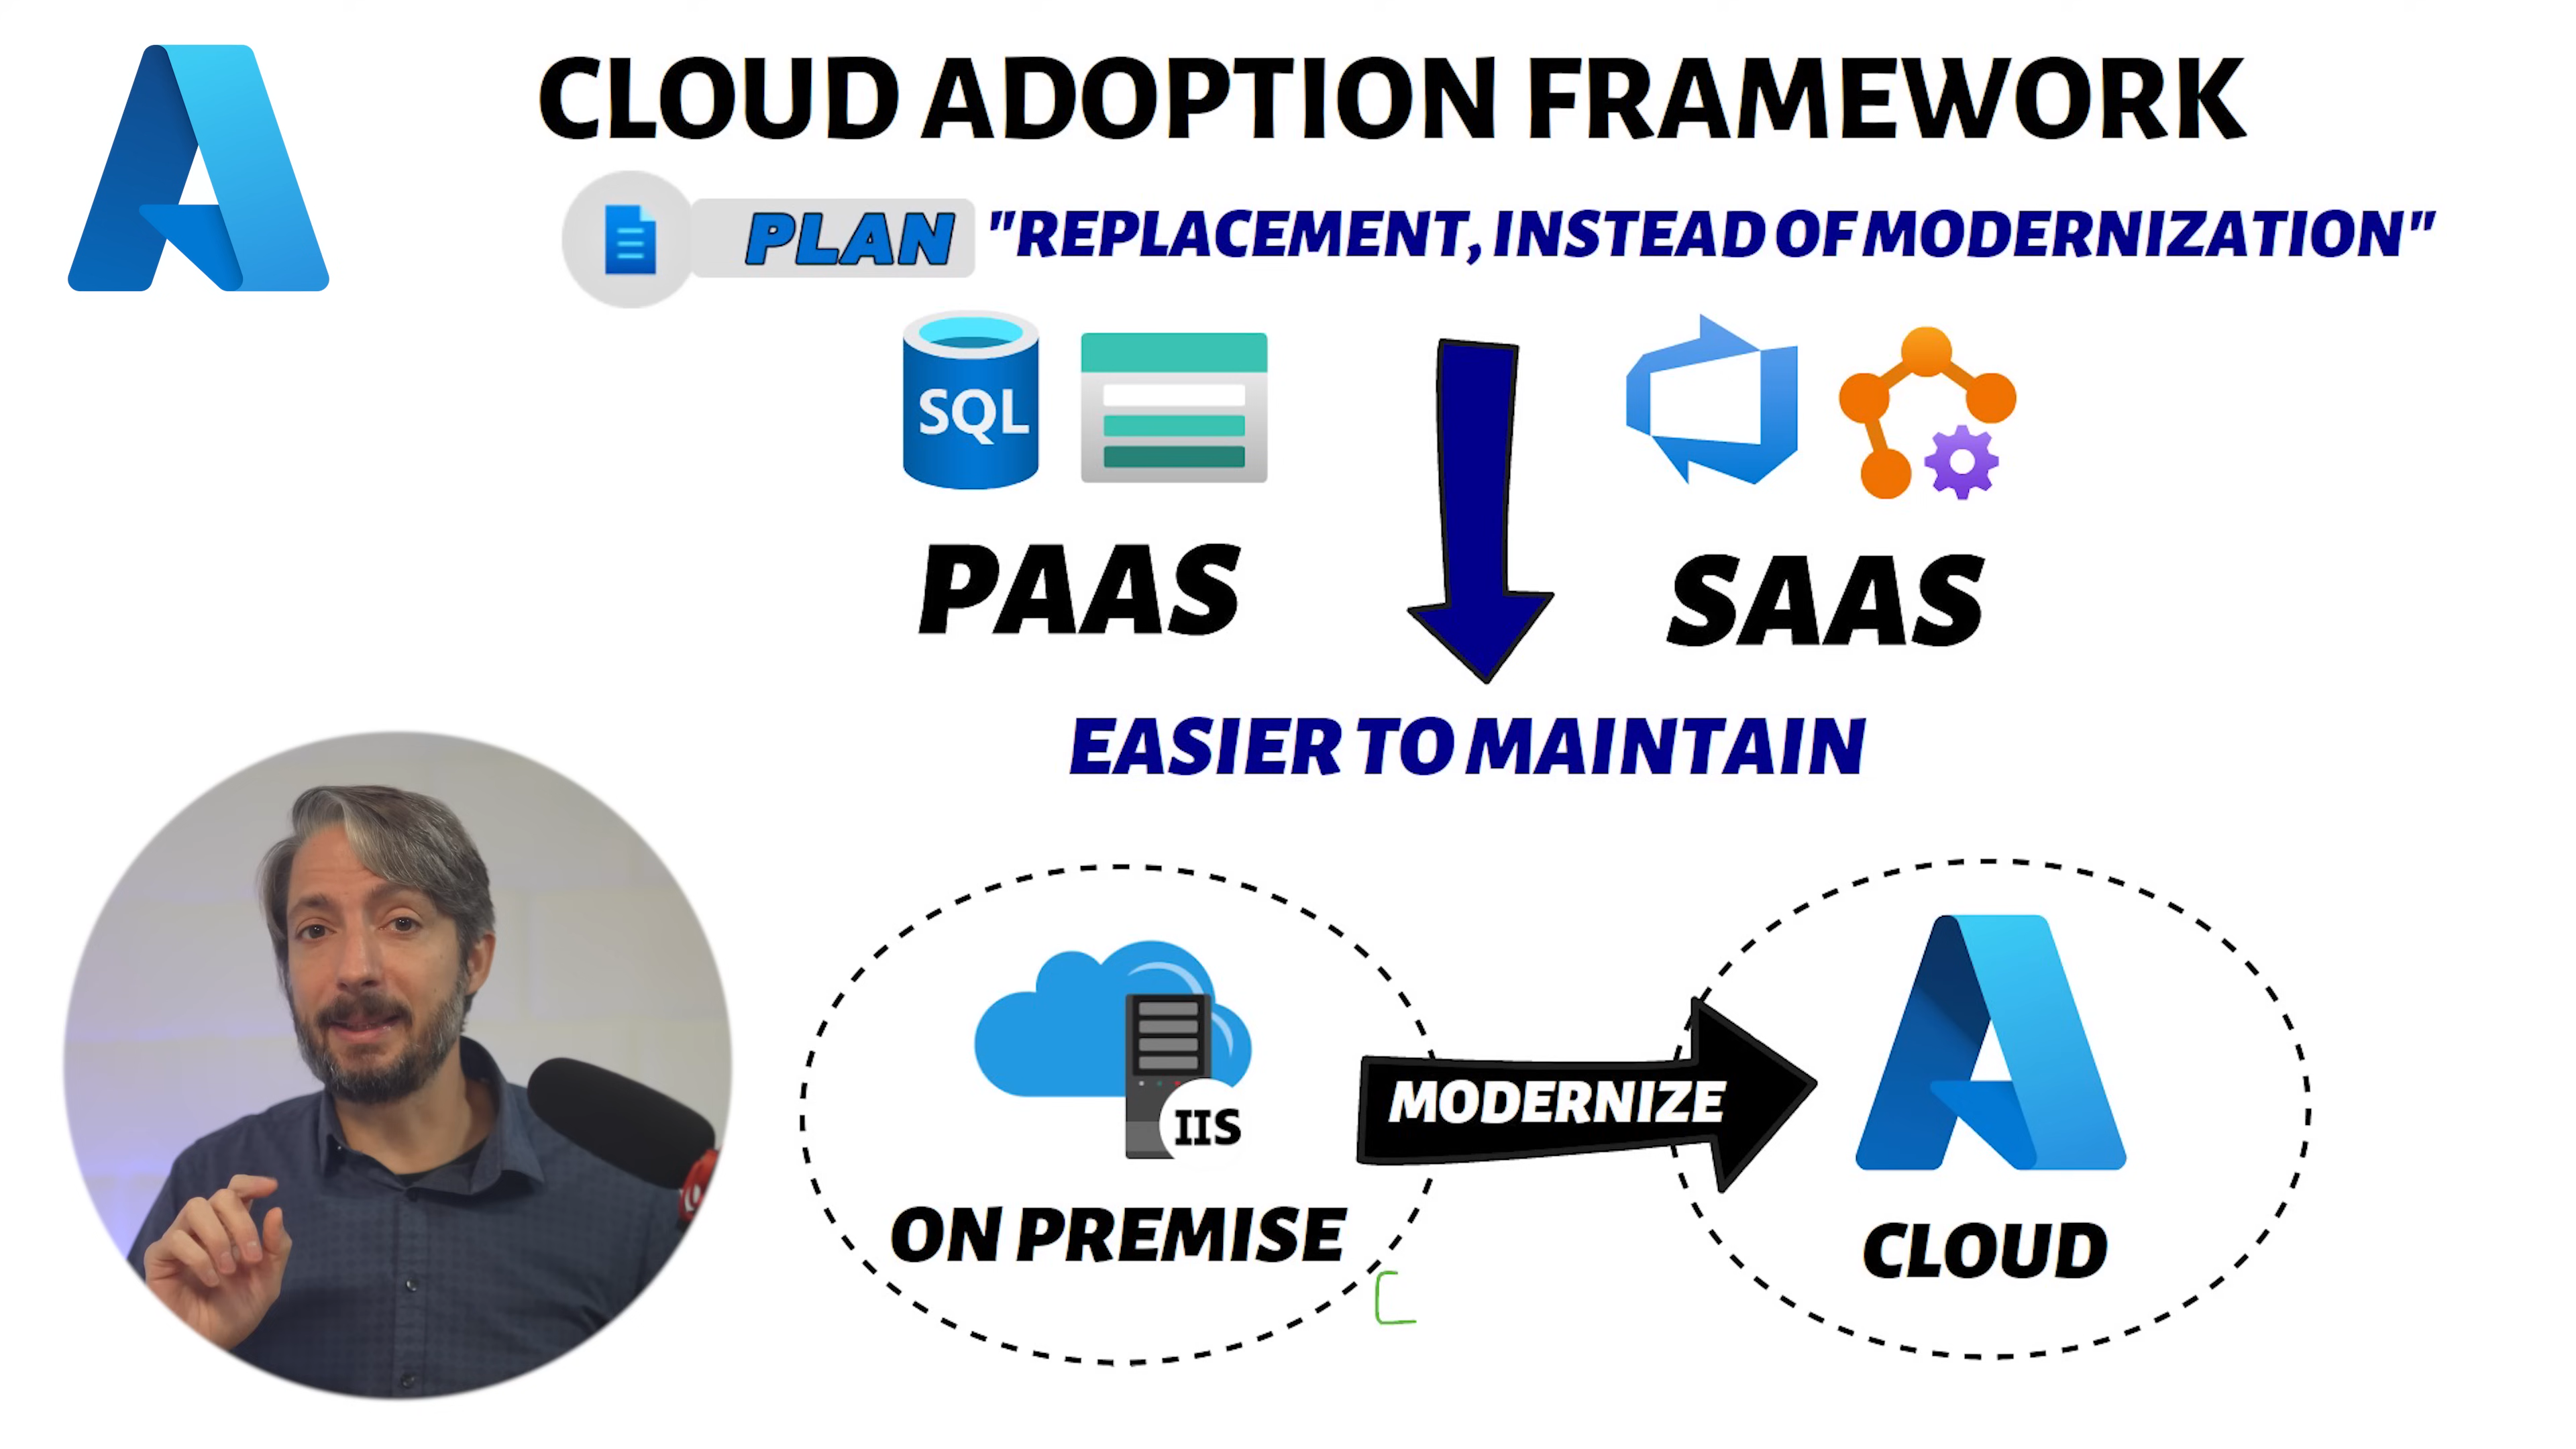 CLOUD ADOPTION FRAMEWORK
PLAN "REPLACEMENT, INSTEAD OF MODERNIZATION"
SQL
PAAS
SAAS
EASIER TO MAINTAIN
IIS
MODERNIZE
ON PREMISE
CLOUD